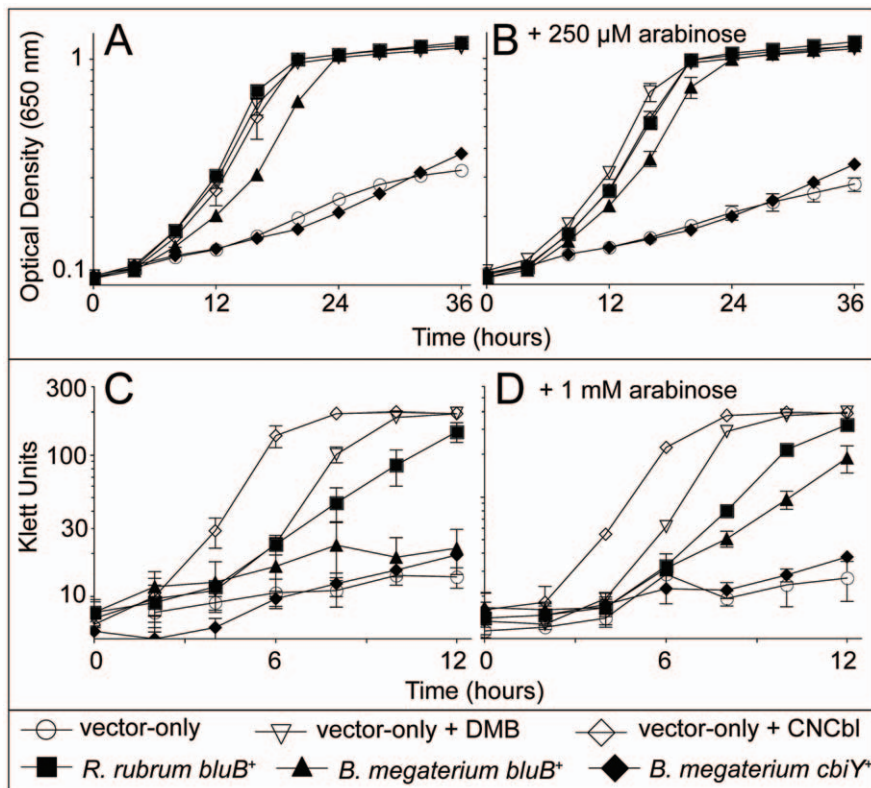 A
B + 250 µM arabinose
Optical Density (650 nm)
1
0.1
0 12 24 36
0 12 24 36
Time (hours)
C
D + 1 mM arabinose
Klett Units
300
100
30
10
0 6 12
0 6 12
Time (hours)
vector-only vector-only + DMB vector-only + CNCbl
R. rubrum bluB+ B. megaterium bluB+ B. megaterium cbiY+